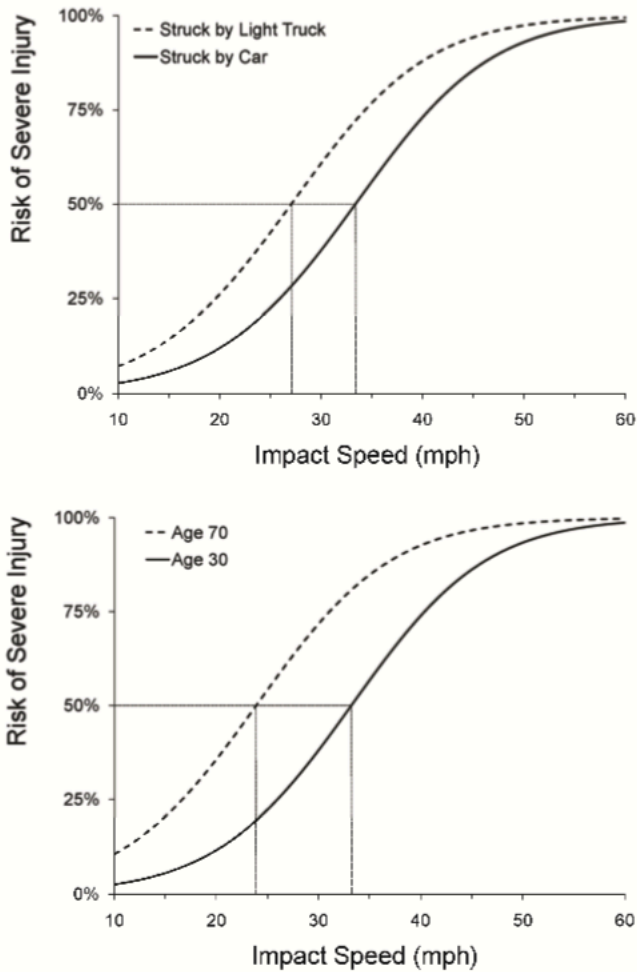 100%
75%
50%
25%
0%
Risk of Severe Injury
Struck by Light Truck
Struck by Car
10 20 30 40 50 60
Impact Speed (mph)
100%
75%
50%
25%
0%
Risk of Severe Injury
Age 70
Age 30
10 20 30 40 50 60
Impact Speed (mph)